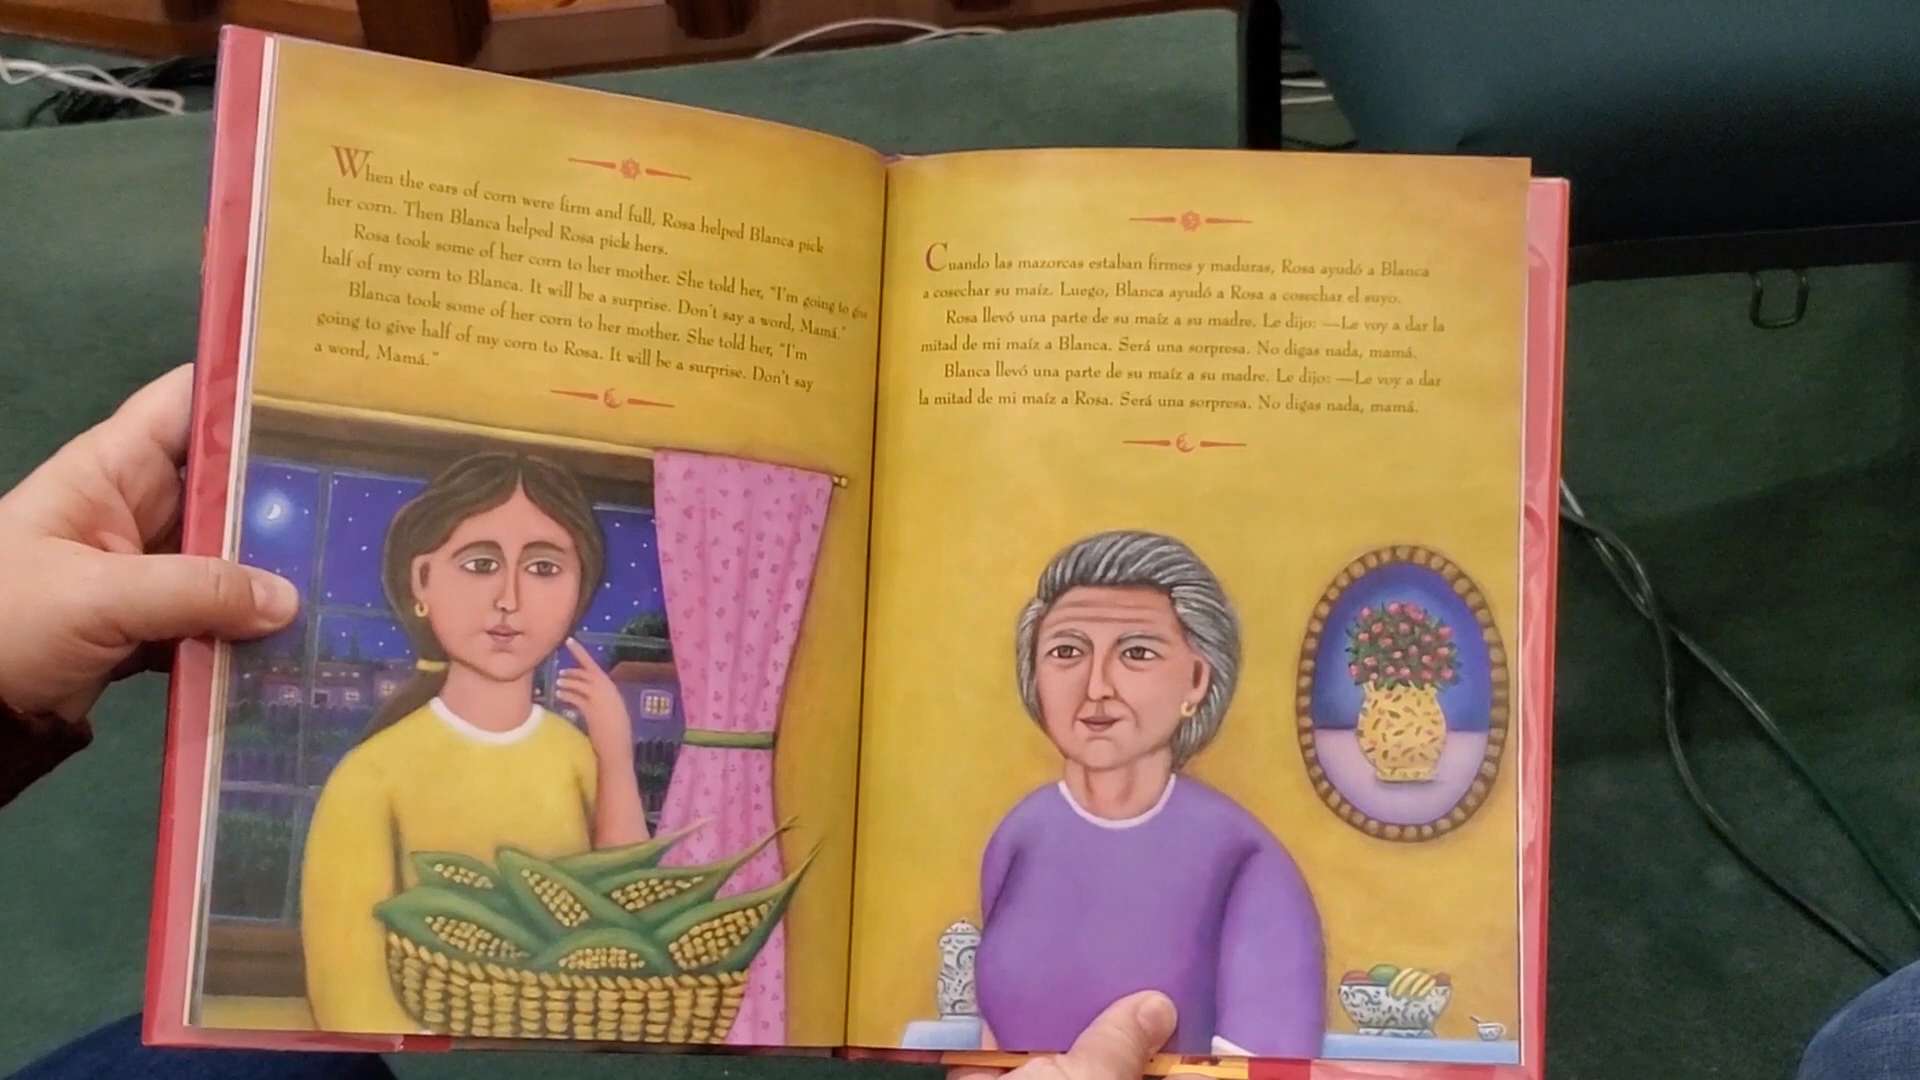 When the ears of corn were firm and full, Rosa helped Blanca pick
her corn. Then Blanca helped Rosa pick hers.
Rosa took some of her corn to her mother. She told her, "I'm going to give
half of my corn to Blanca. It will be a surprise. Don't say a word, Mamá."
Blanca took some of her corn to her mother. She told her, "I'm
going to give half of my corn to Rosa. It will be a surprise. Don't say
a word, Mamá."
Cuando las mazorcas estaban firmes y maduras, Rosa ayudó a Blanca
a cosechar su maíz. Luego, Blanca ayudó a Rosa a cosechar el suyo.
Rosa llevó una parte de su maíz a su madre. Le dijo: —Le voy a dar la
mitad de mi maíz a Blanca. Será una sorpresa. No digas nada, mamá.
Blanca llevó una parte de su maíz a su madre. Le dijo: —Le voy a dar
la mitad de mi maíz a Rosa. Será una sorpresa. No digas nada, mamá.